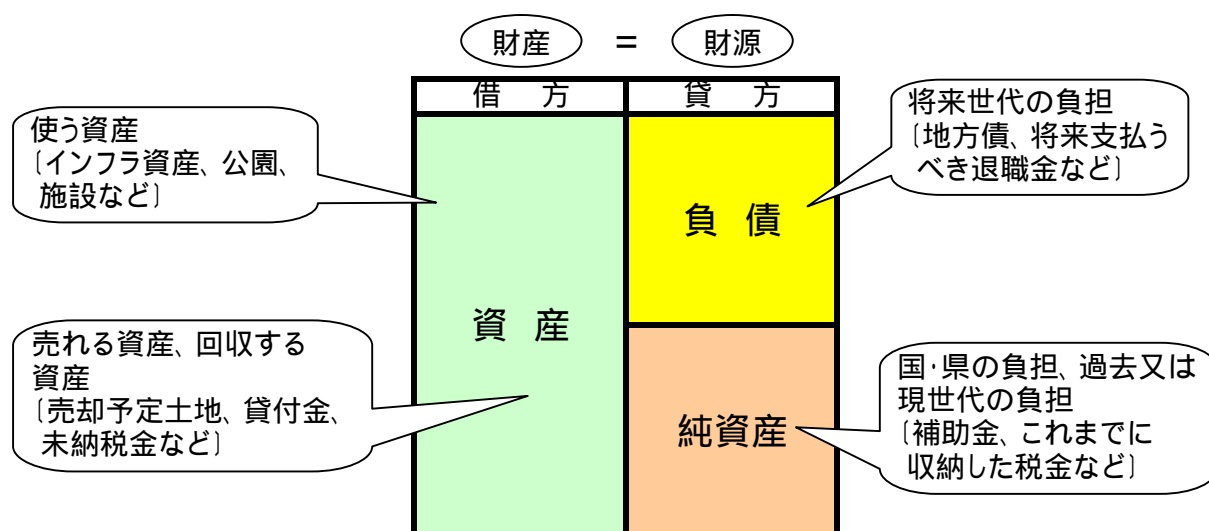 財産 = 財源
借 方 貸 方
使う資産
〔インフラ資産、公園、
施設など〕
将来世代の負担
〔地方債、将来支払う
べき退職金など〕
負 債
資 産
売れる資産、回収する
資産
〔売却予定土地、貸付金、
未納税金など〕
純資産
国・県の負担、過去又は
現世代の負担
〔補助金、これまでに
収納した税金など〕